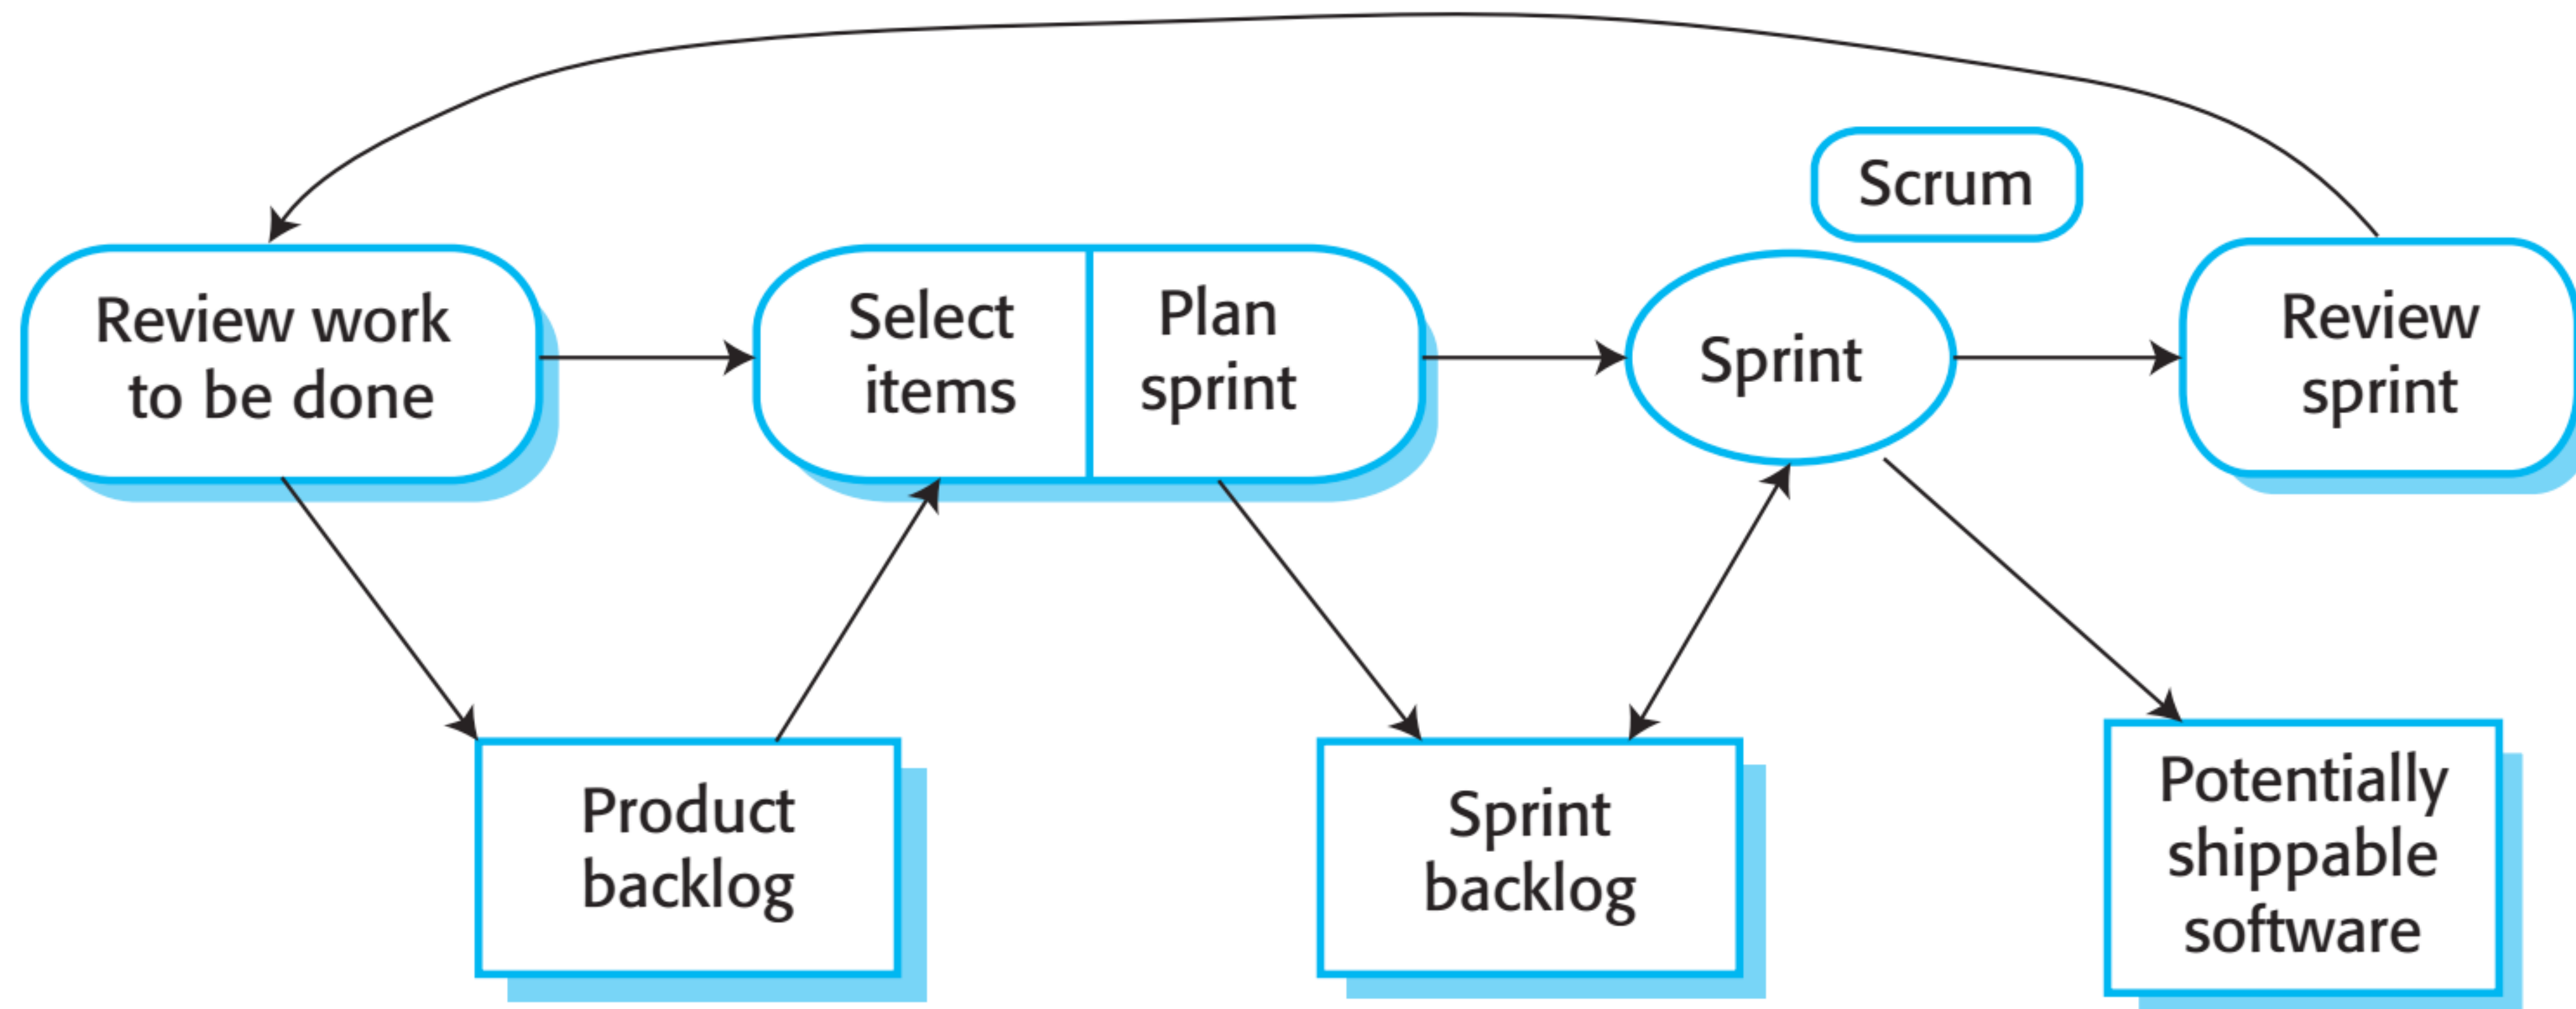 Scrum
Review work
to be done
Select
items
Plan
sprint
Sprint
Review
sprint
Product
backlog
Sprint
backlog
Potentially
shippable
software